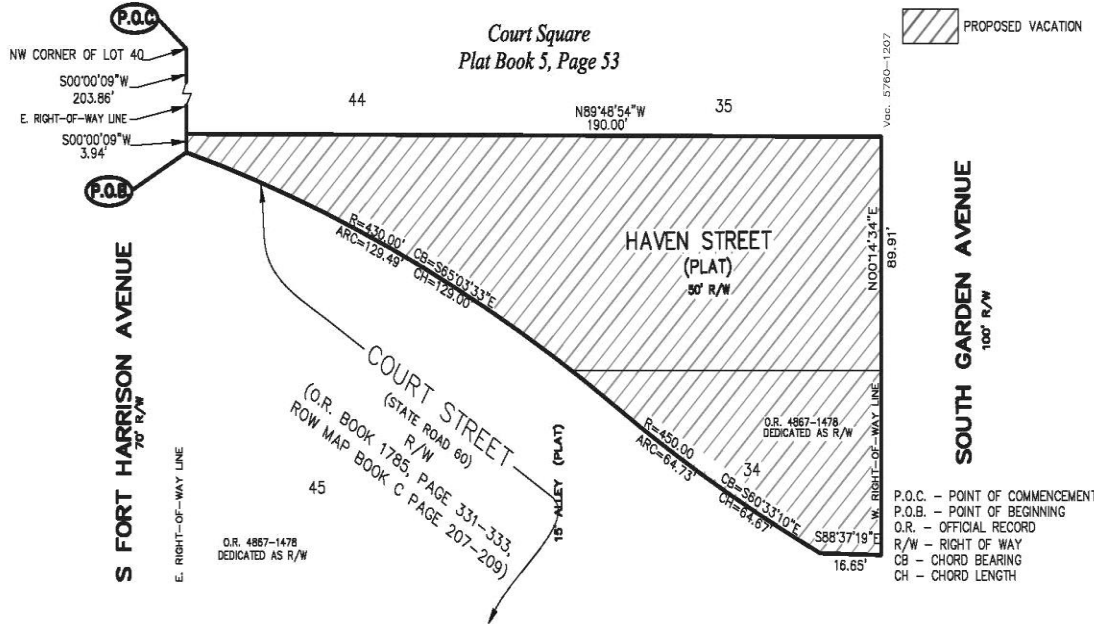 P.O.C.
NW CORNER OF LOT 40
S00°00'09"W
203.86'
E. RIGHT-OF-WAY LINE
S00°00'09"W
3.94'
P.O.B.
Court Square
Plat Book 5, Page 53
44
N89°48'54"W
190.00'
35
Vac. 5760-1207
PROPOSED VACATION
HAVEN STREET
(PLAT)
50' R/W
N00°14'34"E
89.91'
SOUTH GARDEN AVENUE
100' R/W
R=430.00'
ARC=129.49'
CB=S65°03'33"E
CH=129.00
S FORT HARRISON AVENUE
70' R/W
E. RIGHT-OF-WAY LINE
COURT STREET
(STATE ROAD 60)
R/W
(O.R. BOOK 1785, PAGE 331-333,
ROW MAP BOOK C PAGE 207-209)
45
O.R. 4867-1478
DEDICATED AS R/W
15' ALLEY (PLAT)
R=450.00
ARC=64.73'
CB=S60°33'10"E
CH=64.67'
34
O.R. 4867-1478
DEDICATED AS R/W
W. RIGHT-OF-WAY LINE
S88°37'19"E
16.65'
P.O.C. - POINT OF COMMENCEMENT
P.O.B. - POINT OF BEGINNING
O.R. - OFFICIAL RECORD
R/W - RIGHT OF WAY
CB - CHORD BEARING
CH - CHORD LENGTH